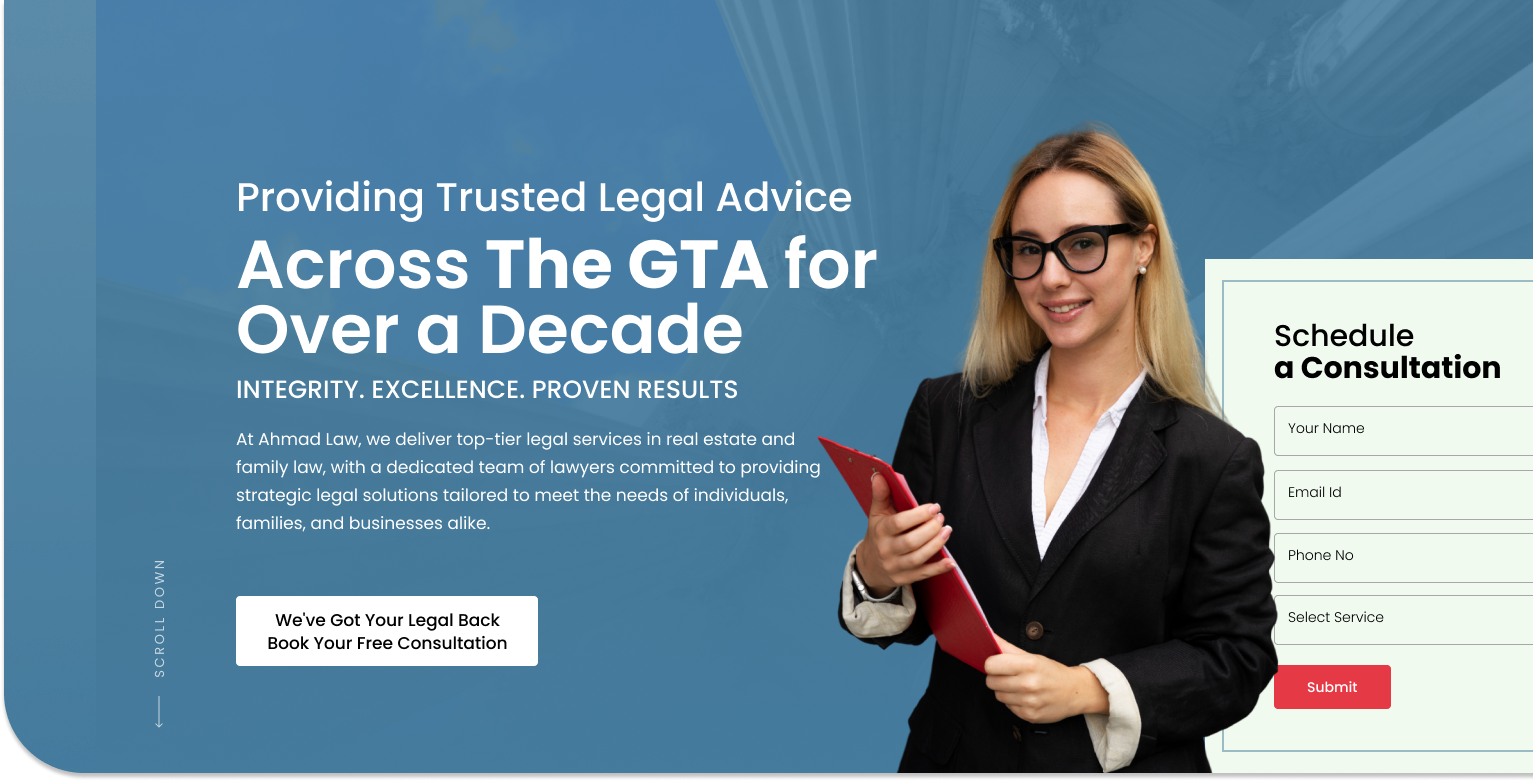 Providing Trusted Legal Advice
Across The GTA for
Over a Decade
INTEGRITY. EXCELLENCE. PROVEN RESULTS
At Ahmad Law, we deliver top-tier legal services in real estate and
family law, with a dedicated team of lawyers committed to providing
strategic legal solutions tailored to meet the needs of individuals,
families, and businesses alike.
We've Got Your Legal Back
Book Your Free Consultation
SCROLL DOWN
Schedule
a Consultation
Your Name
Email Id
Phone No
Select Service
Submit